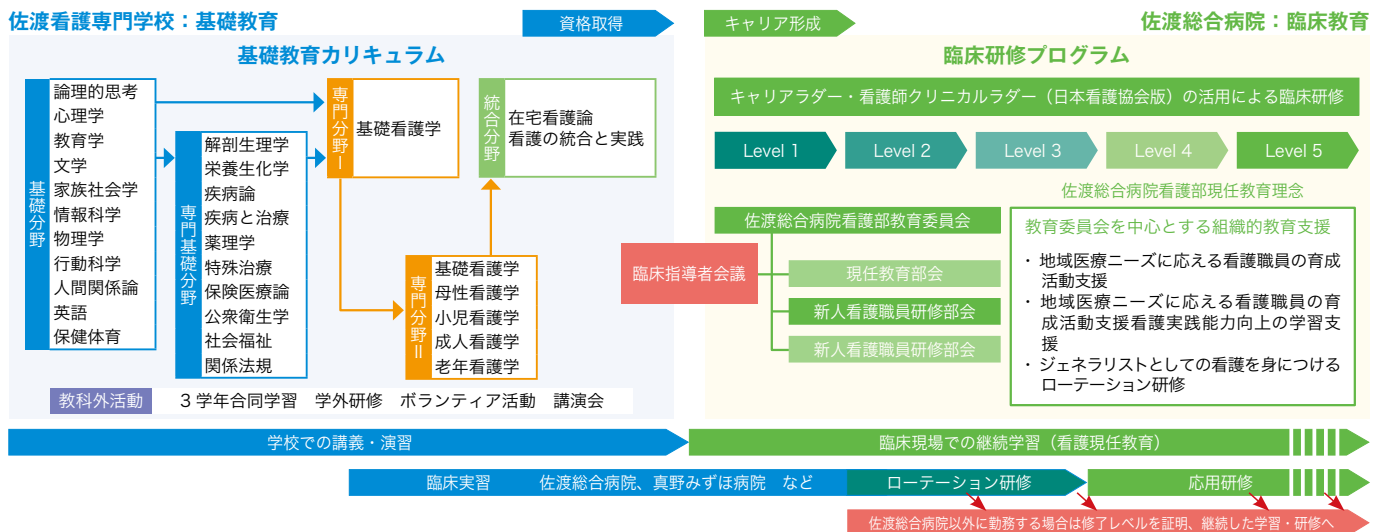 佐渡看護専門学校：基礎教育
資格取得
基礎教育カリキュラム
基礎分野
論理的思考
心理学
教育学
文学
家族社会学
情報科学
物理学
行動科学
人間関係論
英語
保健体育
専門基礎分野
解剖生理学
栄養生化学
疾病論
疾病と治療
薬理学
特殊治療
保険医療論
公衆衛生学
社会福祉
関係法規
専門分野Ⅰ
基礎看護学
専門分野Ⅱ
基礎看護学
母性看護学
小児看護学
成人看護学
老年看護学
統合分野
在宅看護論
看護の統合と実践
教科外活動
3 学年合同学習　学外研修　ボランティア活動　講演会
キャリア形成
佐渡総合病院：臨床教育
臨床研修プログラム
キャリアラダー・看護師クリニカルラダー（日本看護協会版）の活用による臨床研修
Level 1
Level 2
Level 3
Level 4
Level 5
佐渡総合病院看護部現任教育理念
佐渡総合病院看護部教育委員会
臨床指導者会議
現任教育部会
新人看護職員研修部会
新人看護職員研修部会
教育委員会を中心とする組織的教育支援
・地域医療ニーズに応える看護職員の育成
活動支援
・地域医療ニーズに応える看護職員の育
成活動支援看護実践能力向上の学習支
援
・ジェネラリストとしての看護を身につける
ローテーション研修
学校での講義・演習
臨床現場での継続学習（看護現任教育）
臨床実習　佐渡総合病院、真野みずほ病院　など
ローテーション研修
応用研修
佐渡総合病院以外に勤務する場合は修了レベルを証明、継続した学習・研修へ